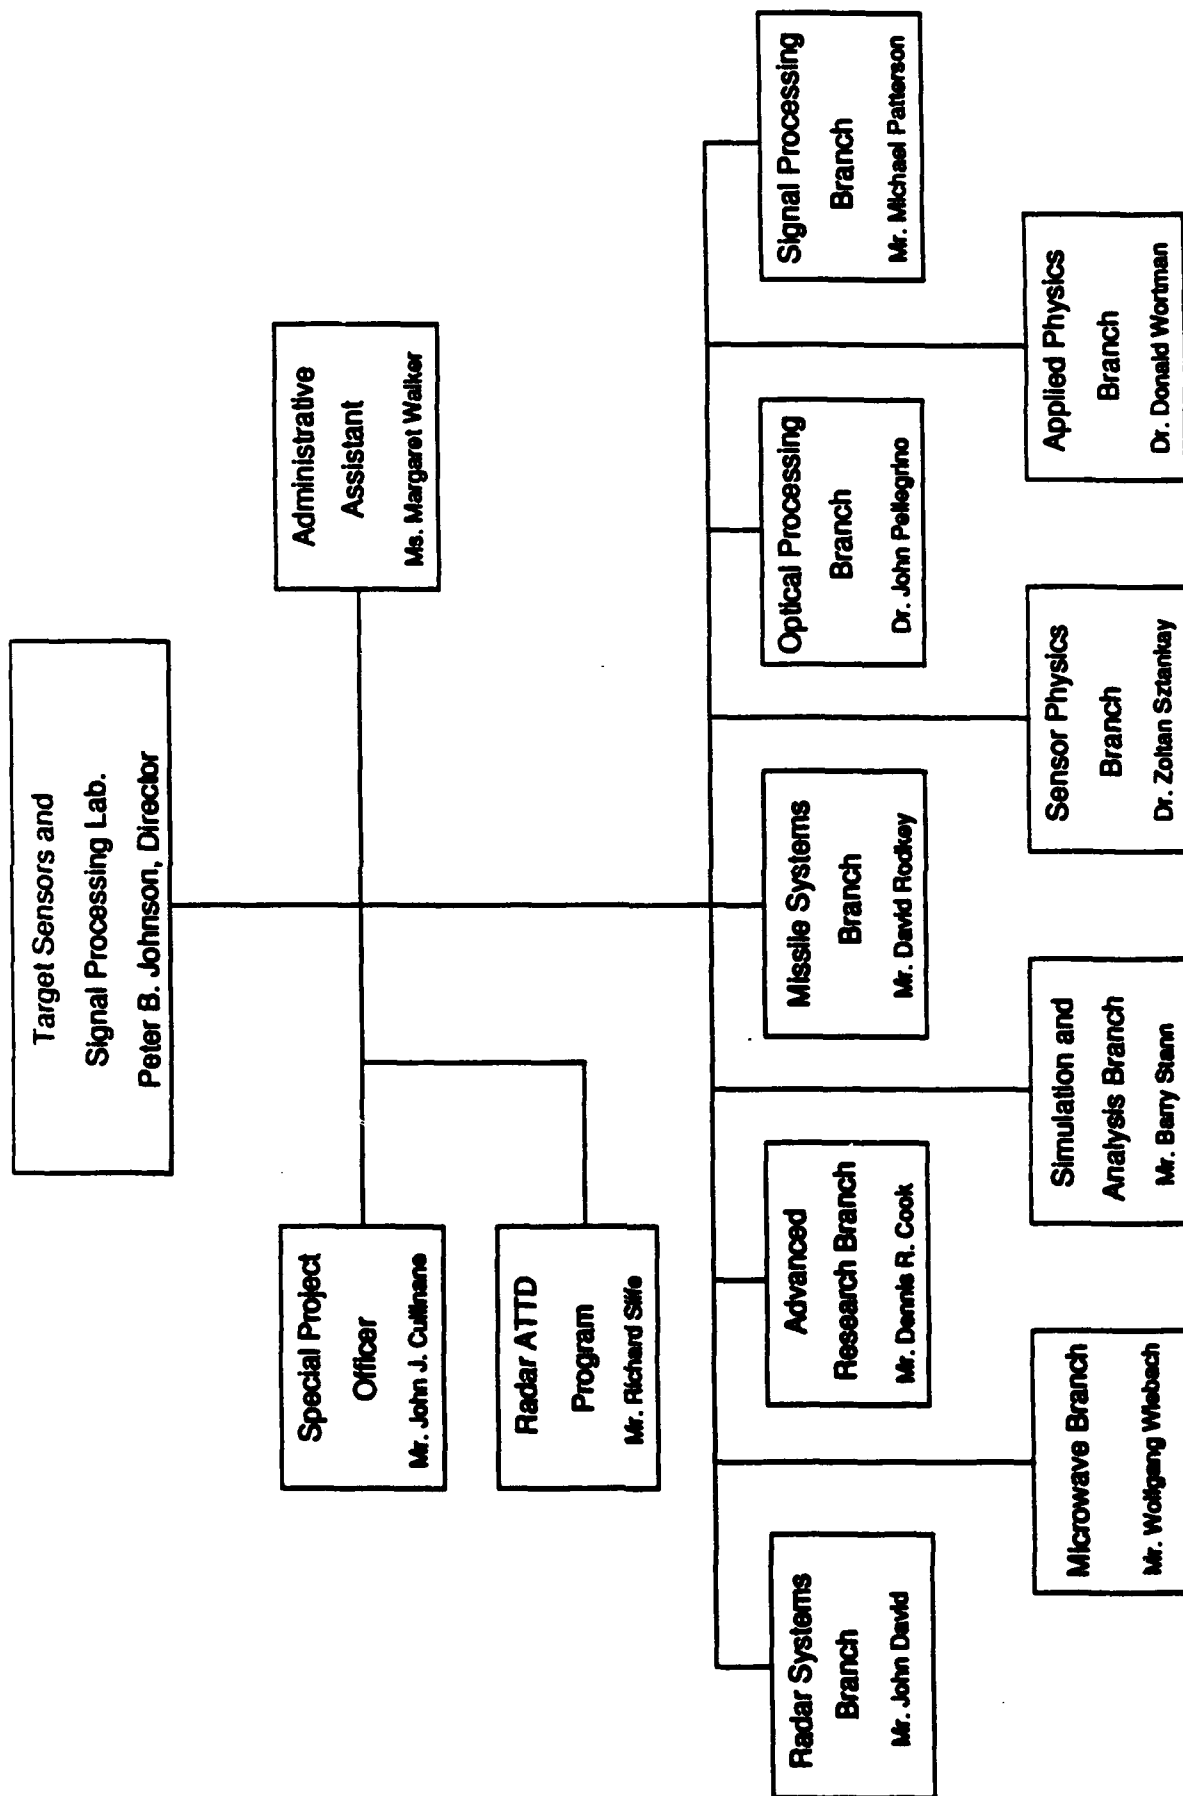 Target Sensors and
Signal Processing Lab.
Peter B. Johnson, Director
Special Project
Officer
Mr. John J. Cullinane
Administrative
Assistant
Ms. Margaret Walker
Radar ATTD
Program
Mr. Richard Slife
Radar Systems
Branch
Mr. John David
Advanced
Research Branch
Mr. Dennis R. Cook
Missile Systems
Branch
Mr. David Rodkey
Optical Processing
Branch
Dr. John Pellegrino
Signal Processing
Branch
Mr. Michael Patterson
Microwave Branch
Mr. Wolfgang Wiebach
Simulation and
Analysis Branch
Mr. Barry Stann
Sensor Physics
Branch
Dr. Zoltan Sztankay
Applied Physics
Branch
Dr. Donald Wortman